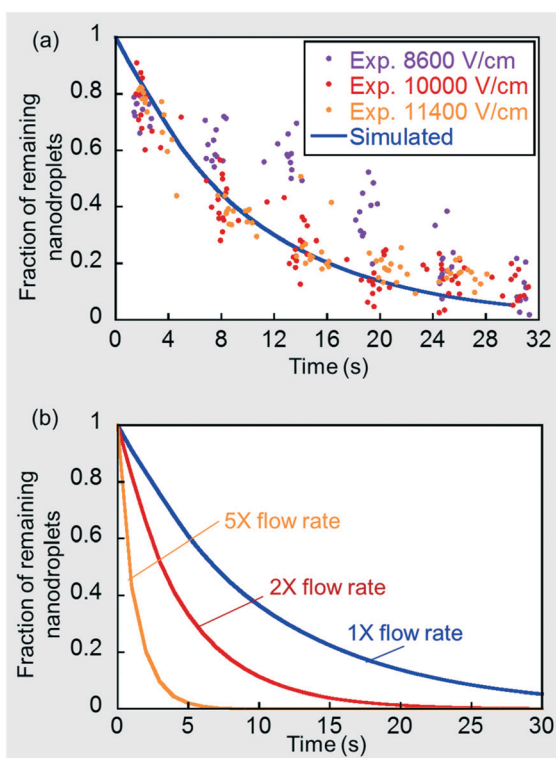 (a)
1
0.8
0.6
0.4
0.2
0
Fraction of remaining
nanodroplets
Exp. 8600 V/cm
Exp. 10000 V/cm
Exp. 11400 V/cm
Simulated
0 4 8 12 16 20 24 28 32
Time (s)
(b)
1
0.8
0.6
0.4
0.2
0
Fraction of remaining
nanodroplets
5X flow rate
2X flow rate
1X flow rate
0 5 10 15 20 25 30
Time (s)